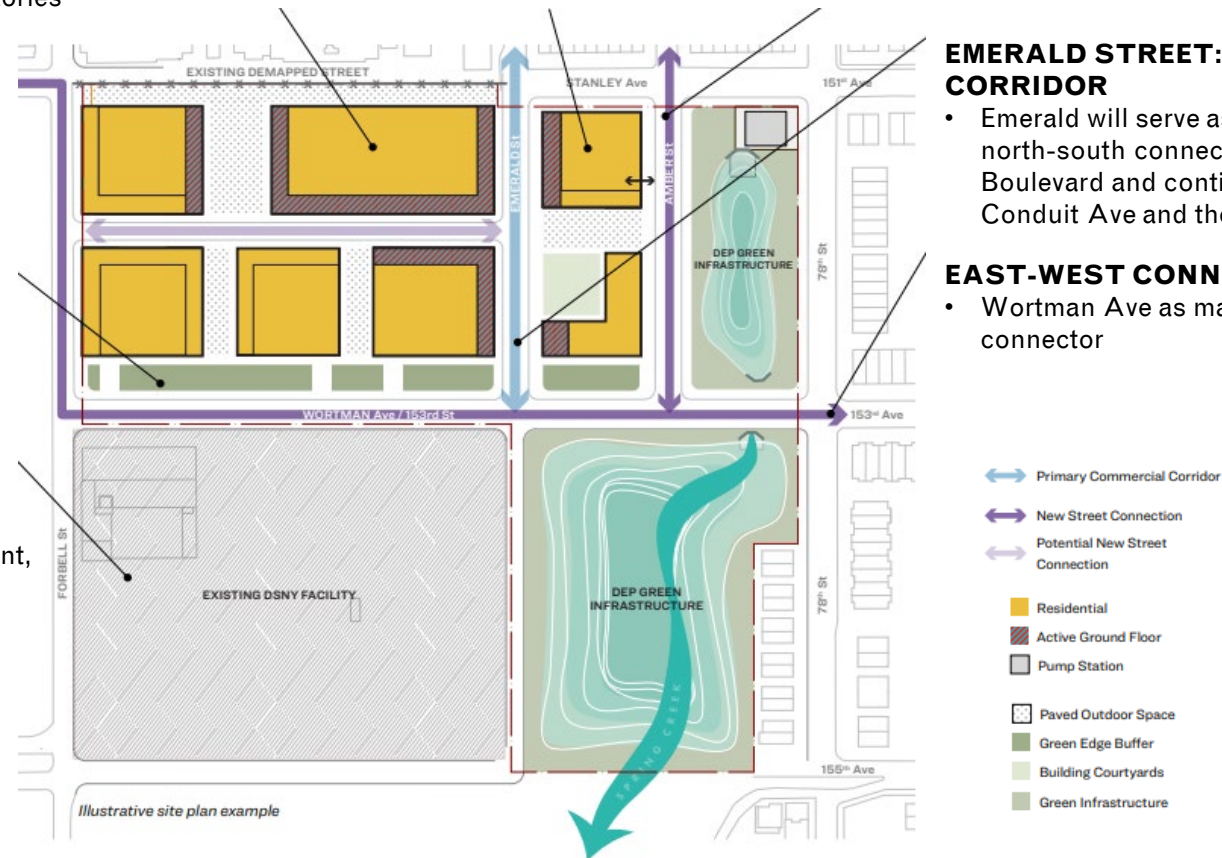 ories
EXISTING DEMAPPED STREET
STANLEY Ave
151st Ave
EMERALD St
AMBER St
78th St
DEP GREEN
INFRASTRUCTURE
WORTMAN Ave / 153rd St
153rd Ave
FORBELL St
EXISTING DSNY FACILITY
DEP GREEN
INFRASTRUCTURE
78th St
SPRING CREEK
155th Ave
nt,
Illustrative site plan example
EMERALD STREET:
CORRIDOR
• Emerald will serve as
north-south connec
Boulevard and conti
Conduit Ave and the
EAST-WEST CONN
• Wortman Ave as ma
connector
Primary Commercial Corridor
New Street Connection
Potential New Street
Connection
Residential
Active Ground Floor
Pump Station
Paved Outdoor Space
Green Edge Buffer
Building Courtyards
Green Infrastructure